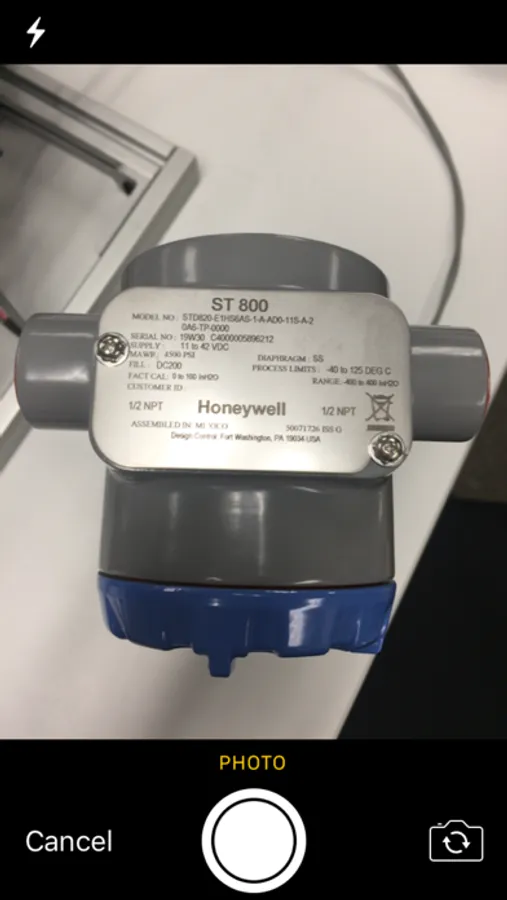 ST 800
MODEL NO : STD820-E1HS6AS-1-A-AD0-11S-A-2
0A6-TP-0000
SERIAL NO : 19W30 C4000005896212
SUPPLY : 11 to 42 VDC
MAWP: 4500 PSI
DIAPHRAGM : SS
FILL : DC200
PROCESS LIMITS : -40 to 125 DEG C
FACT CAL: 0 to 100 inH2O
RANGE:-400 to 400 inH2O
CUSTOMER ID :
1/2 NPT Honeywell 1/2 NPT
ASSEMBLED IN: MEXICO 50071726 ISS G
Design Control: Fort Washington, PA 19034 USA
PHOTO
Cancel